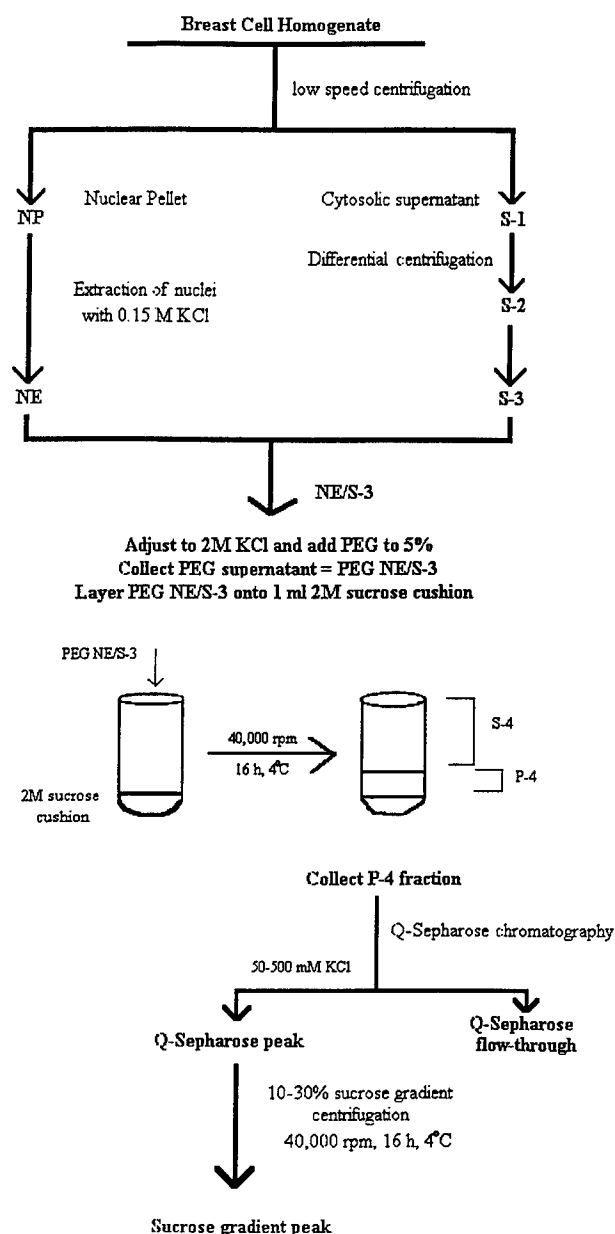 Breast Cell Homogenate
low speed centrifugation
Nuclear Pellet
Cytosolic supernatant
NP
S-1
Differential centrifugation
Extraction of nuclei
with 0.15 M KCl
S-2
NE
S-3
NE/S-3
Adjust to 2M KCl and add PEG to 5%
Collect PEG supernatant = PEG NE/S-3
Layer PEG NE/S-3 onto 1 ml 2M sucrose cushion
PEG NE/S-3
40,000 rpm
16 h, 4°C
S-4
P-4
2M sucrose
cushion
Collect P-4 fraction
Q-Sepharose chromatography
50-500 mM KCl
Q-Sepharose peak
Q-Sepharose
flow-through
10-30% sucrose gradient
centrifugation
40,000 rpm, 16 h, 4°C
Sucrose gradient peak